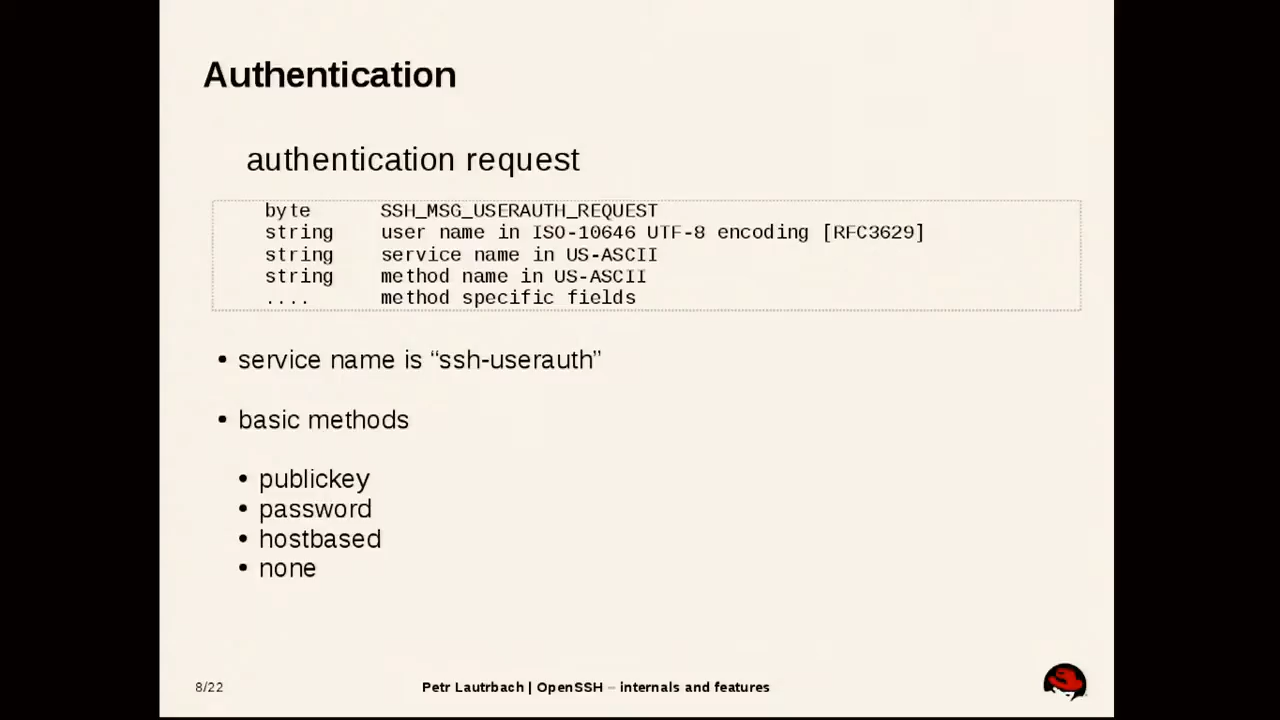 Authentication
authentication request
byte SSH_MSG_USERAUTH_REQUEST
string user name in ISO-10646 UTF-8 encoding [RFC3629]
string service name in US-ASCII
string method name in US-ASCII
.... method specific fields
• service name is “ssh-userauth”
• basic methods
• publickey
• password
• hostbased
• none
8/22 Petr Lautrbach | OpenSSH – internals and features